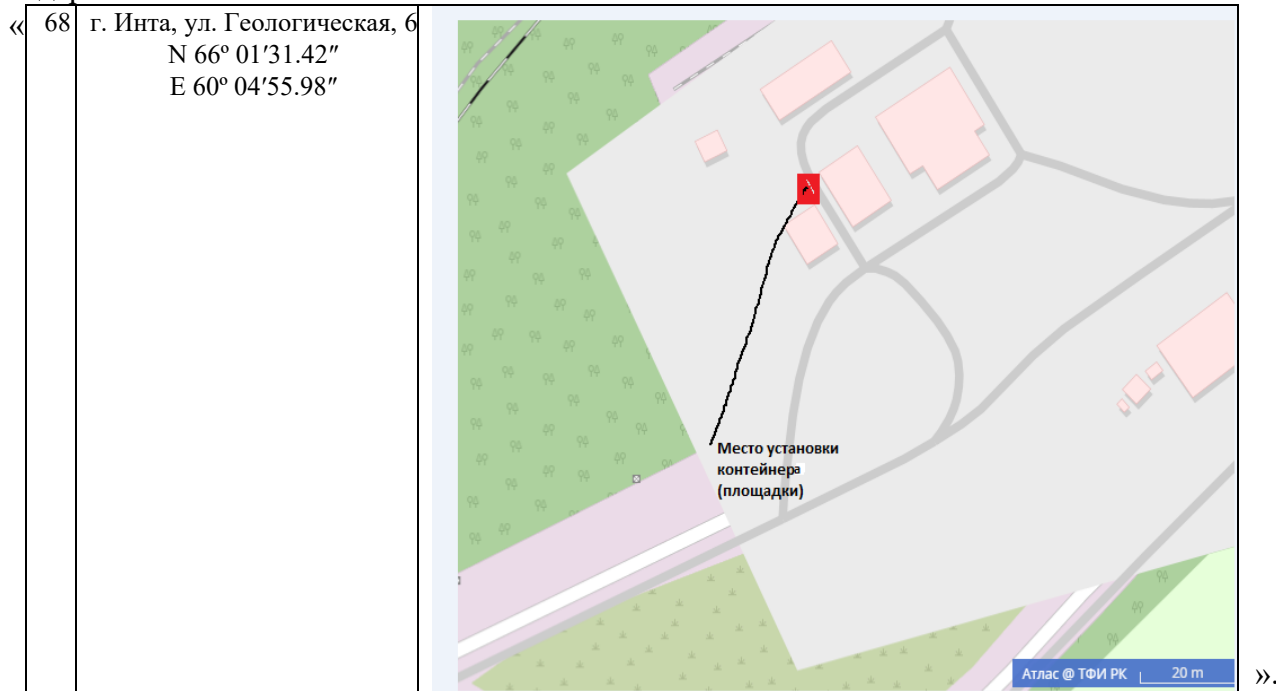 « 68 г. Инта, ул. Геологическая, 6
N 66º 01′31.42″
E 60º 04′55.98″
Место установки
контейнера
(площадки)
Атлас @ ТФИ РК 20 m
».